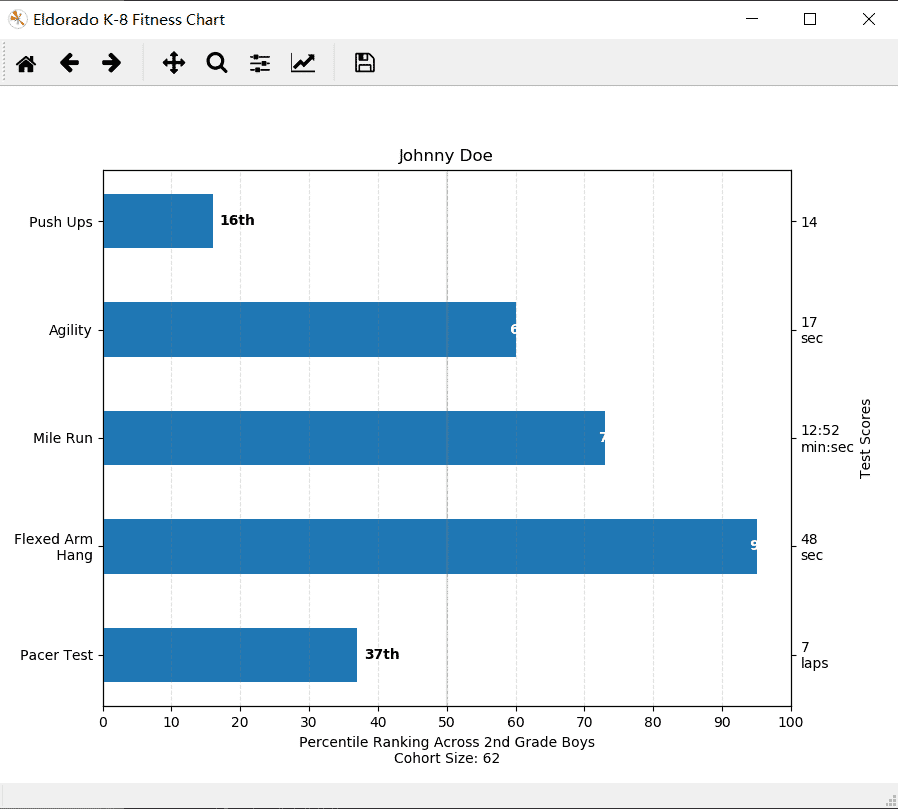 Eldorado K-8 Fitness Chart
Johnny Doe
Push Ups
16th
14
Agility
6
17
sec
Mile Run
7
12:52
min:sec
Test Scores
Flexed Arm
Hang
9
48
sec
Pacer Test
37th
7
laps
0 10 20 30 40 50 60 70 80 90 100
Percentile Ranking Across 2nd Grade Boys
Cohort Size: 62